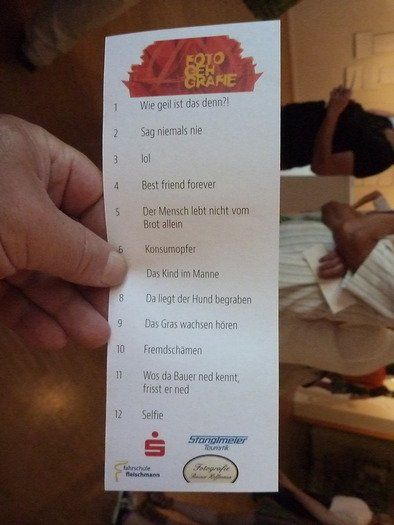 FOTO
GEN
GRAME
1 Wie geil ist das denn?!
2 Sag niemals nie
3 lol
4 Best friend forever
5 Der Mensch lebt nicht vom
Brot allein
6 Konsumopfer
Das Kind im Manne
8 Da liegt der Hund begraben
9 Das Gras wachsen hören
10 Fremdschämen
11 Wos da Bauer ned kennt,
frisst er ned
12 Selfie
Stanglmeier
Touristik
fahrschule
fleischmann
Fotografie
Rainer Hoffmann